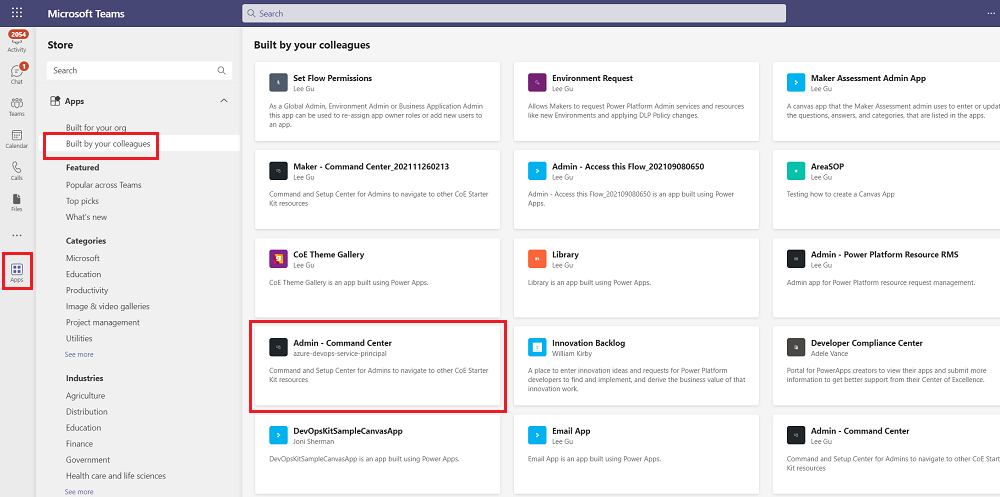 Microsoft Teams
Search
2054
Activity
1
Chat
Teams
Calendar
Calls
Files
Apps
Store
Search
Apps
Built for your org
Built by your colleagues
Featured
Popular across Teams
Top picks
What's new
Categories
Microsoft
Education
Productivity
Image & video galleries
Project management
Utilities
See more
Industries
Agriculture
Distribution
Education
Finance
Government
Health care and life sciences
See more
Built by your colleagues
Set Flow Permissions
Lee Gu
As a Global Admin, Environment Admin or Business Application Admin
this app can be used to re-assign app owner roles or add new users to
an app.
Environment Request
Lee Gu
Allows Makers to request Power Platform Admin services and resources
like new Environments and applying DLP Policy changes.
Maker Assessment Admin App
Lee Gu
A canvas app that the Maker Assessment admin uses to enter or upda
the questions, answers, and categories, that are listed in the apps.
Maker - Command Center_202111260213
Lee Gu
Command and Setup Center for Admins to navigate to other CoE Starter
Kit resources
Admin - Access this Flow_202109080650
Lee Gu
Admin - Access this Flow_202109080650 is an app built using Power
Apps.
AreaSOP
Lee Gu
Testing how to create a Canvas App
CoE Theme Gallery
Lee Gu
CoE Theme Gallery is an app built using Power Apps.
Library
Lee Gu
Library is an app built using Power Apps.
Admin - Power Platform Resource RMS
Lee Gu
Admin app for Power Platform resource request management.
Admin - Command Center
azure-devops-service-principal
Command and Setup Center for Admins to navigate to other CoE Starter
Kit resources
Innovation Backlog
William Kirby
A place to enter innovation ideas and requests for Power Platform
developers to find and implement, and derive the business value of that
innovation work.
Developer Compliance Center
Adele Vance
Portal for PowerApps creators to view their apps and submit more
information to get better support from their Center of Excellence.
DevOpsKitSampleCanvasApp
Joni Sherman
DevOpsKitSampleCanvasApp is an app built using Power Apps.
Email App
Lee Gu
Email App is an app built using Power Apps.
Admin - Command Center
Lee Gu
Command and Setup Center for Admins to navigate to other CoE Start
Kit resources